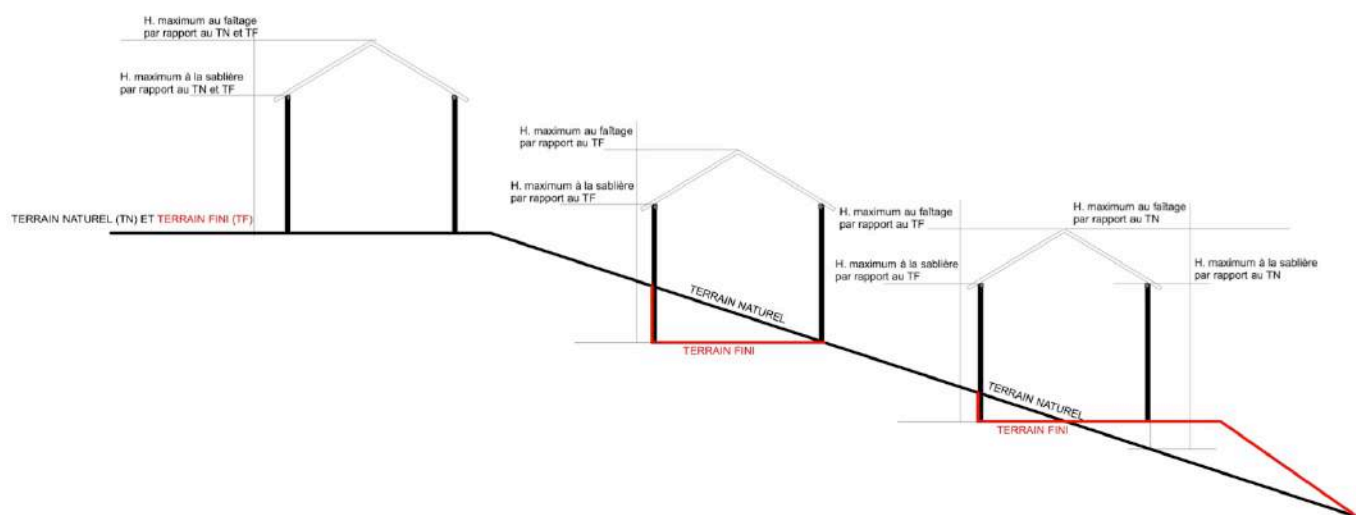 H. maximum au faîtage
par rapport au TN et TF
H. maximum à la sablière
par rapport au TN et TF
TERRAIN NATUREL (TN) ET TERRAIN FINI (TF)
H. maximum au faîtage
par rapport au TF
H. maximum à la sablière
par rapport au TF
TERRAIN NATUREL
TERRAIN FINI
H. maximum au faîtage
par rapport au TF
H. maximum à la sablière
par rapport au TF
H. maximum au faîtage
par rapport au TN
H. maximum à la sablière
par rapport au TN
TERRAIN NATUREL
TERRAIN FINI